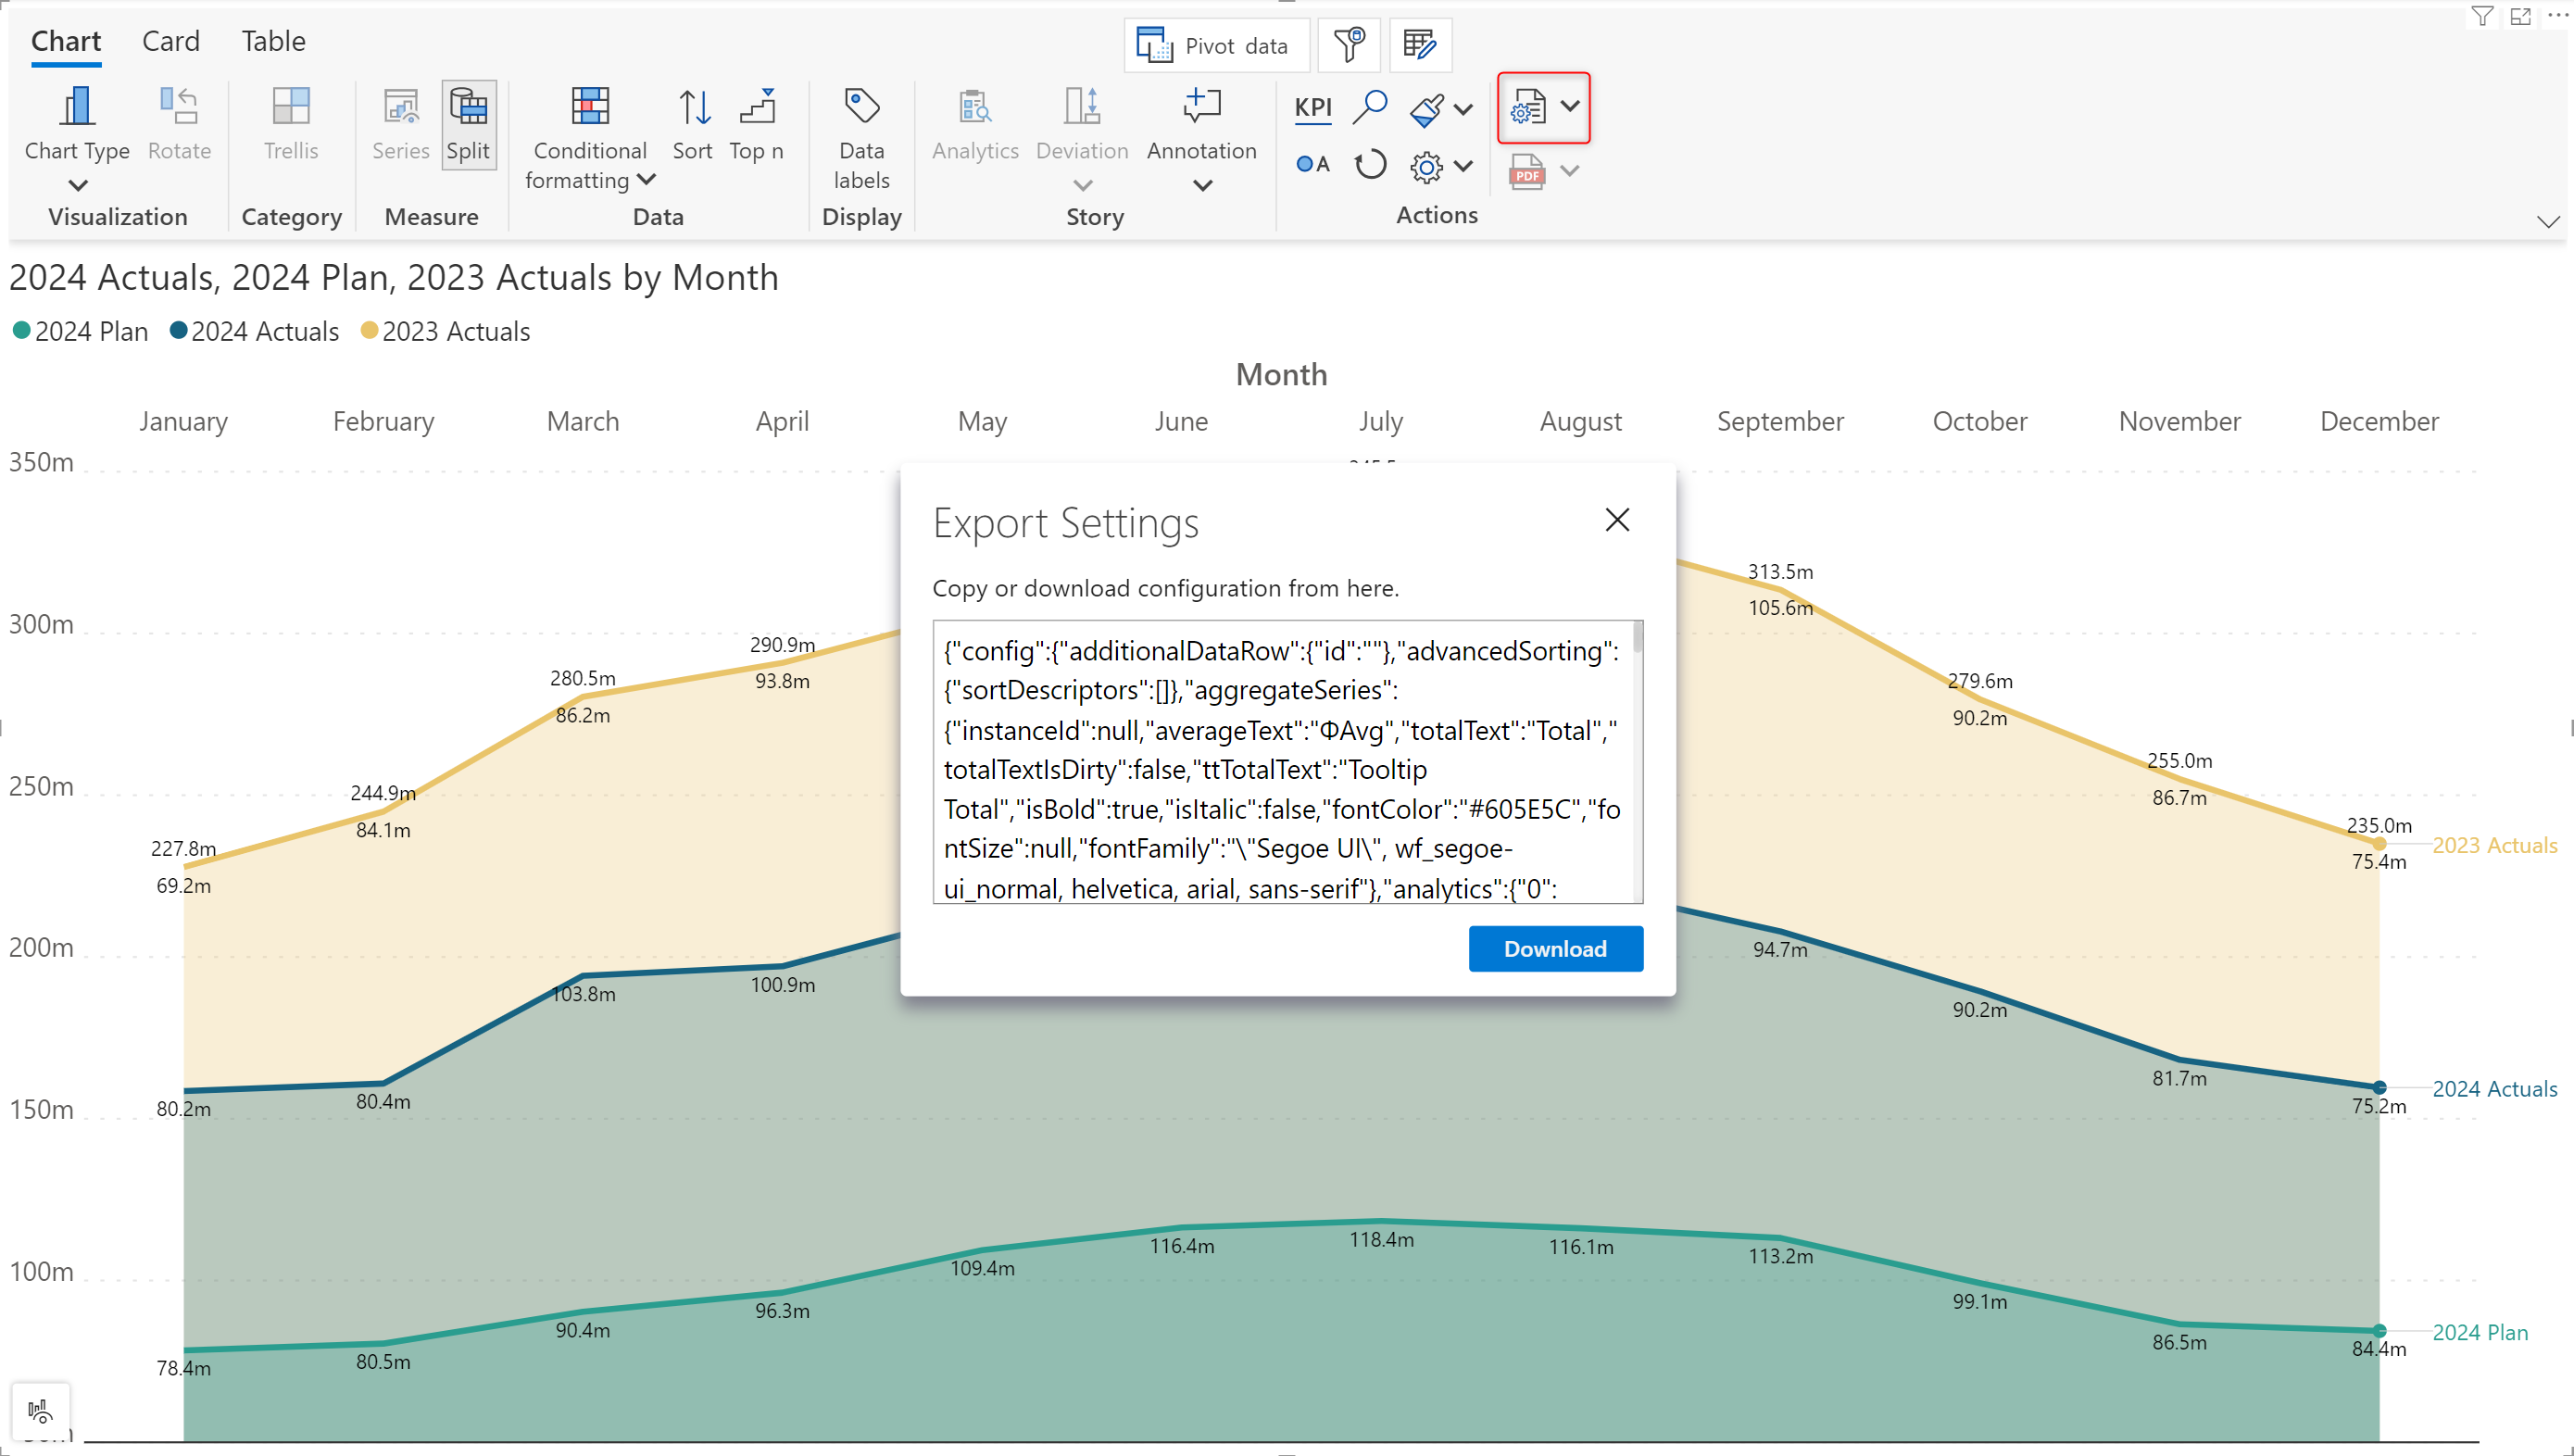 Chart Card Table
Pivot data
Chart Type Rotate Trellis Series Split Conditional formatting Sort Top n Data labels Analytics Deviation Annotation KPI
A
PDF
Visualization Category Measure Data Display Story Actions
2024 Actuals, 2024 Plan, 2023 Actuals by Month
2024 Plan 2024 Actuals 2023 Actuals
Month
January February March April May June July August September October November December
350m
300m
250m
200m
150m
100m
Export Settings
Copy or download configuration from here.
{"config":{"additionalDataRow":{"id":""},"advancedSorting":
{"sortDescriptors":[]},"aggregateSeries":
{"instanceId":null,"averageText":"ΦAvg","totalText":"Total","
totalTextIsDirty":false,"ttTotalText":"Tooltip
Total","isBold":true,"isItalic":false,"fontColor":"#605E5C","fo
ntSize":null,"fontFamily":"\"Segoe UI\", wf_segoe-
ui_normal, helvetica, arial, sans-serif"},"analytics":{"0":
Download
227.8m 244.9m 280.5m 290.9m 313.5m 279.6m 255.0m 235.0m
69.2m 84.1m 86.2m 93.8m 105.6m 90.2m 86.7m 75.4m
2023 Actuals
80.2m 80.4m 103.8m 100.9m 94.7m 90.2m 81.7m 75.2m
2024 Actuals
78.4m 80.5m 90.4m 96.3m 109.4m 116.4m 118.4m 116.1m 113.2m 99.1m 86.5m 84.4m
2024 Plan